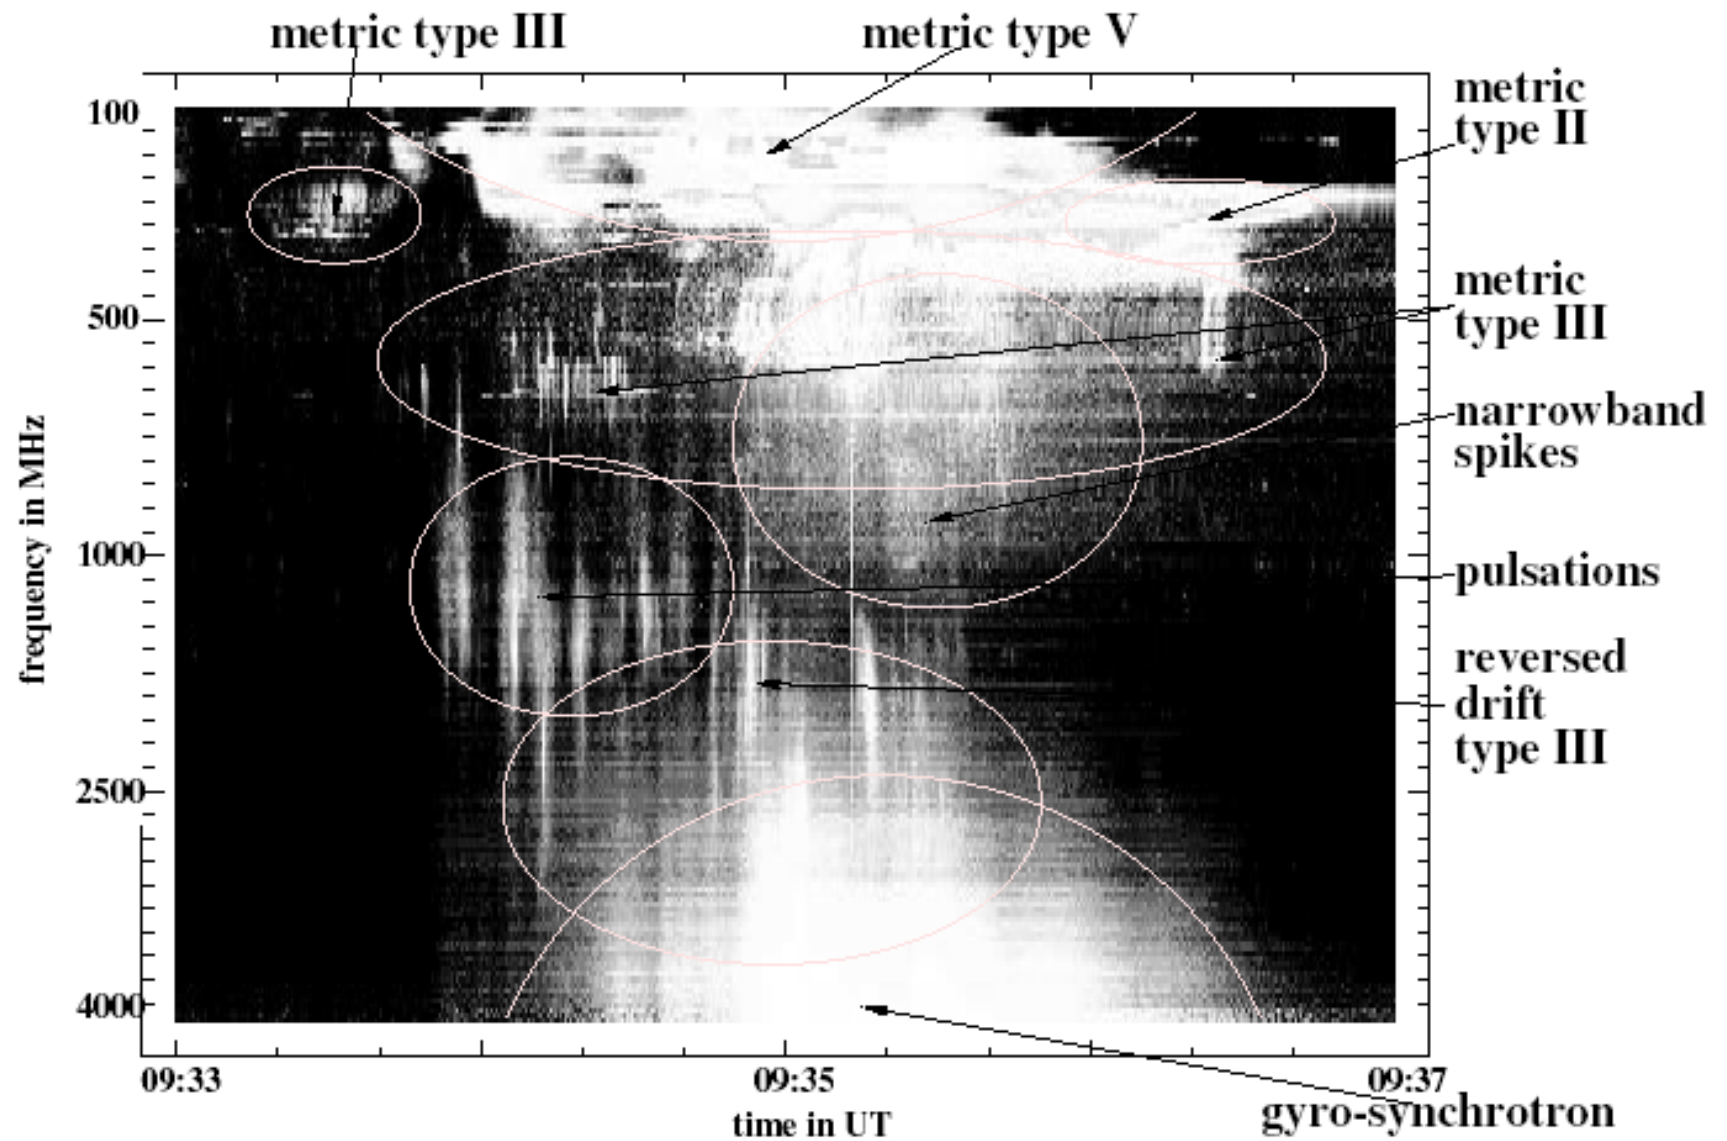 metric type III
metric type V
metric
type II
100
metric
type III
500
narrowband
spikes
frequency in MHz
1000
pulsations
reversed
drift
type III
2500
4000
09:33
09:35
09:37
time in UT
gyro-synchrotron